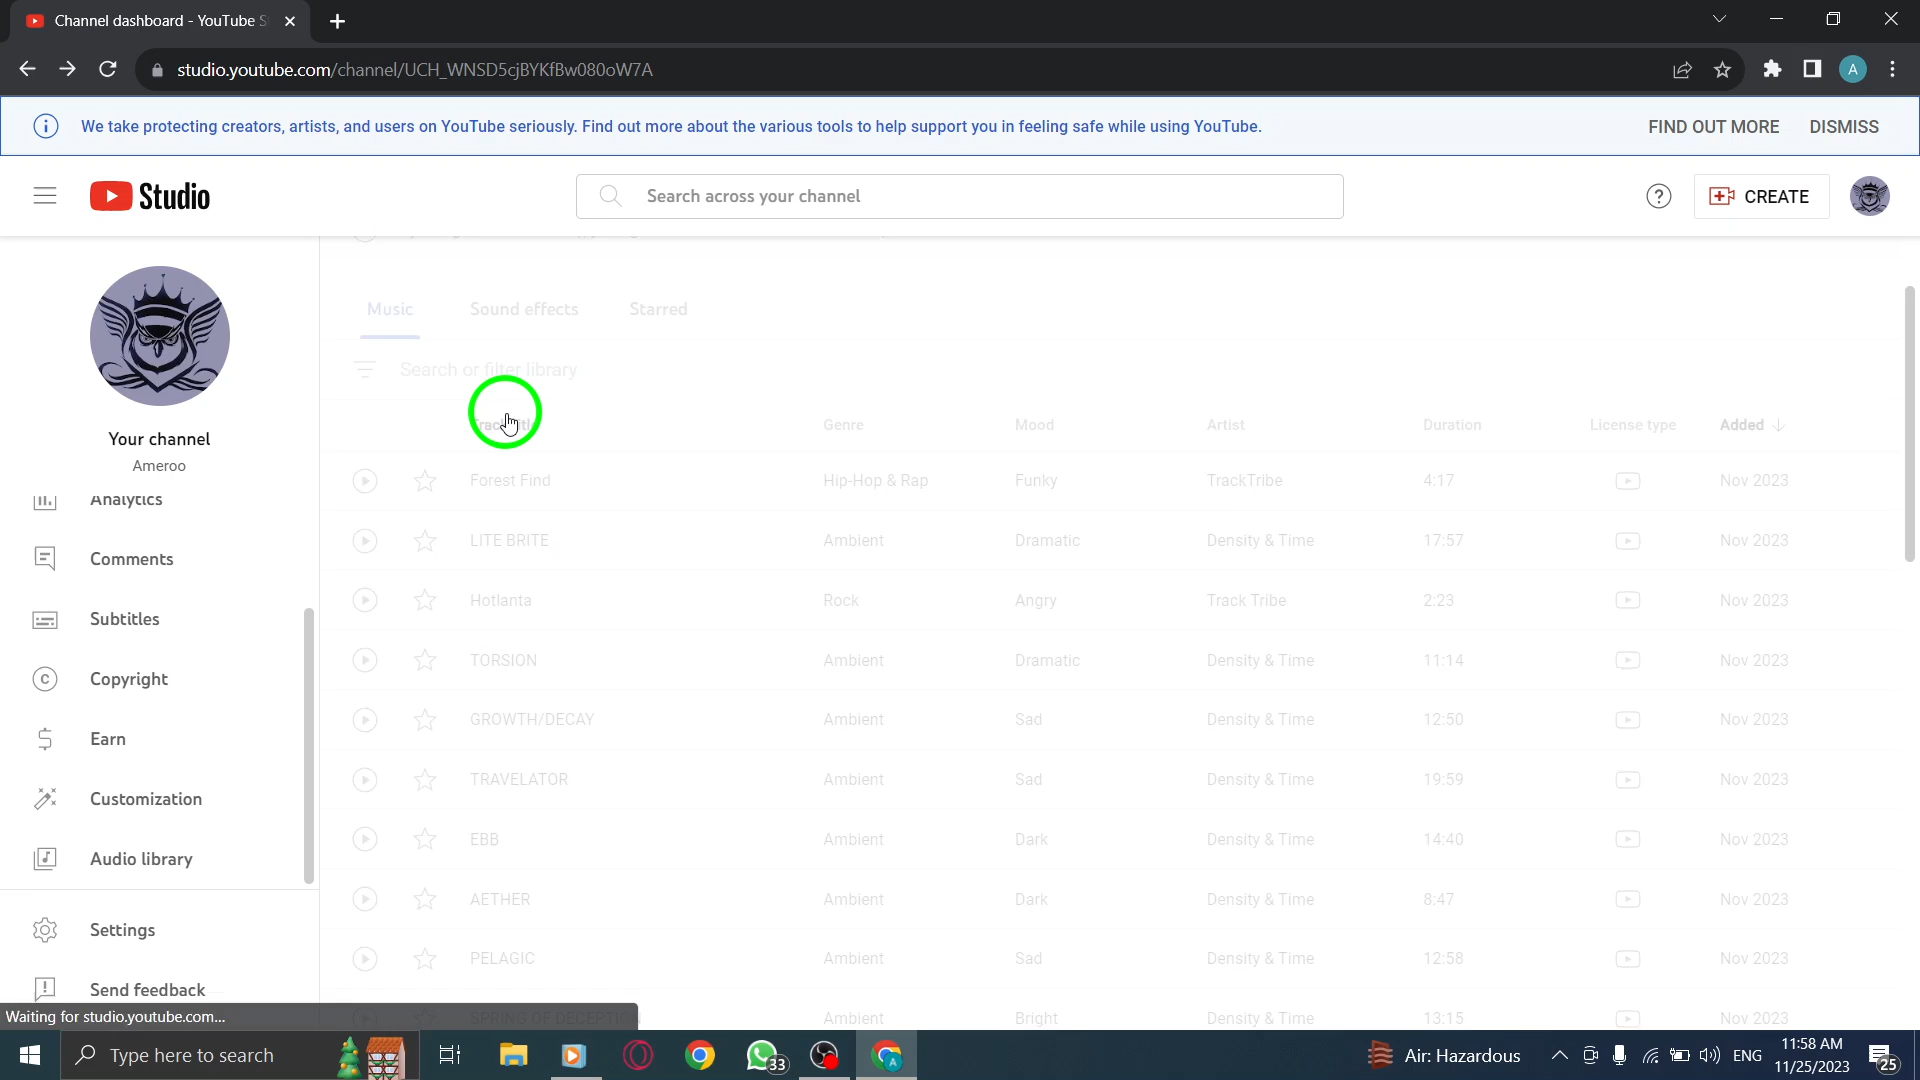 Channel dashboard - YouTube S
studio.youtube.com/channel/UCH_WNSD5cjBYKfBw080oW7A
A
We take protecting creators, artists, and users on YouTube seriously. Find out more about the various tools to help support you in feeling safe while using YouTube.
FIND OUT MORE
DISMISS
Studio
Search across your channel
CREATE
Your channel
Ameroo
Analytics
Comments
Subtitles
Copyright
Earn
Customization
Audio library
Settings
Send feedback
Music Sound effects Starred
Search or filter library
Track title Genre Mood Artist Duration License type Added
Forest Find Hip-Hop & Rap Funky TrackTribe 4:17 Nov 2023
LITE BRITE Ambient Dramatic Density & Time 17:57 Nov 2023
Hotlanta Rock Angry Track Tribe 2:23 Nov 2023
TORSION Ambient Dramatic Density & Time 11:14 Nov 2023
GROWTH/DECAY Ambient Sad Density & Time 12:50 Nov 2023
TRAVELATOR Ambient Sad Density & Time 19:59 Nov 2023
EBB Ambient Dark Density & Time 14:40 Nov 2023
AETHER Ambient Dark Density & Time 8:47 Nov 2023
PELAGIC Ambient Sad Density & Time 12:58 Nov 2023
SPRING OF DECEPTION Ambient Bright Density & Time 13:15 Nov 2023
Waiting for studio.youtube.com...
Type here to search
33
A
Air: Hazardous
ENG
11:58 AM
11/25/2023
25